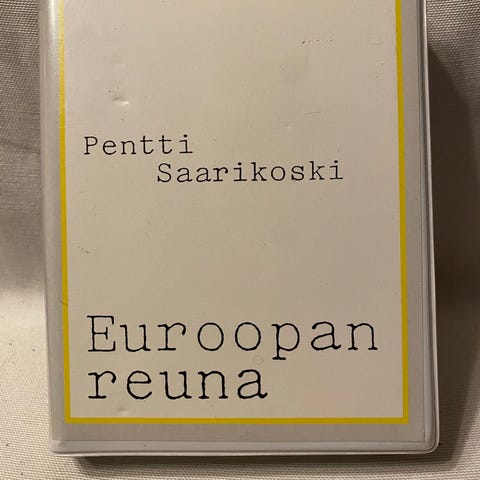 Pentti
Saarikoski
Euroopan
reuna